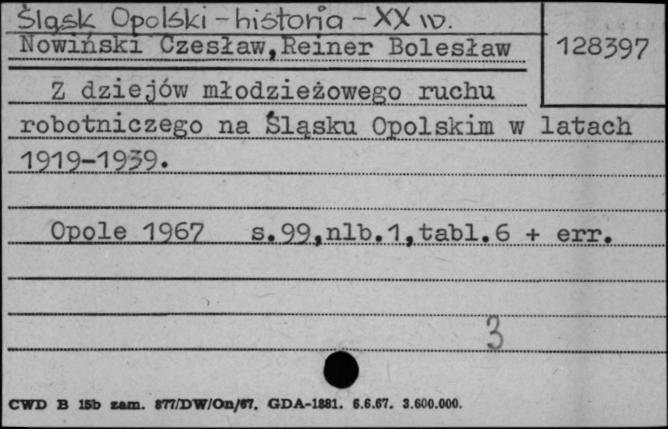 Śląsk Opolski - historia - XX w.
Nowiński Czesław, Reiner Bolesław
128397
Z dziejów młodzieżowego ruchu
robotniczego na Śląsku Opolskim w latach
1919-1939.
Opole 1967 s.99,nlb.1,tabl.6 + err.
3
CWD B 15b zam. 877/DW/On/67. GDA-1881. 6.6.67. 3.600.000.